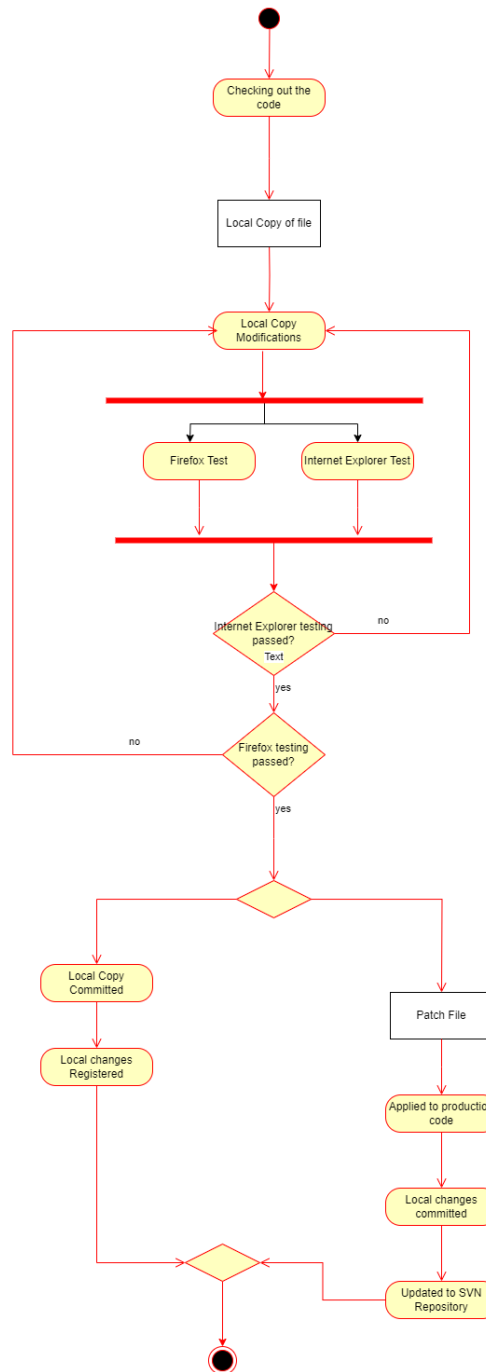 Checking out the
code
Local Copy of file
Local Copy
Modifications
Firefox Test
Internet Explorer Test
Internet Explorer testing
passed?
Text
no
yes
Firefox testing
passed?
no
yes
Local Copy
Committed
Patch File
Local changes
Registered
Applied to production
code
Local changes
committed
Updated to SVN
Repository